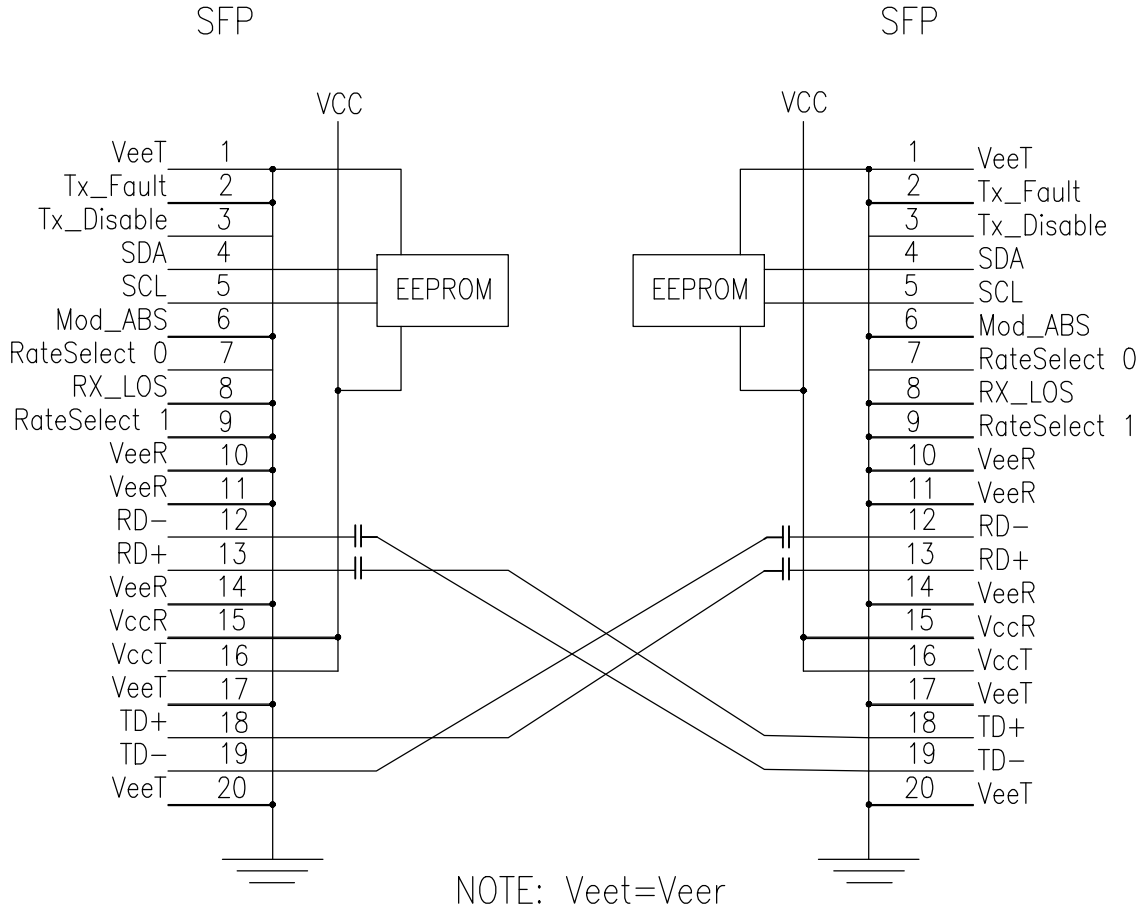 SFP SFP
VCC VCC
VeeT 1 1 VeeT
Tx_Fault 2 2 Tx_Fault
Tx_Disable 3 3 Tx_Disable
SDA 4 4 SDA
EEPROM EEPROM
SCL 5 5 SCL
Mod_ABS 6 6 Mod_ABS
RateSelect 0 7 7 RateSelect 0
RX_LOS 8 8 RX_LOS
RateSelect 1 9 9 RateSelect 1
VeeR 10 10 VeeR
VeeR 11 11 VeeR
RD- 12 12 RD-
RD+ 13 13 RD+
VeeR 14 14 VeeR
VccR 15 15 VccR
VccT 16 16 VccT
VeeT 17 17 VeeT
TD+ 18 18 TD+
TD- 19 19 TD-
VeeT 20 20 VeeT
NOTE: Veet=Veer